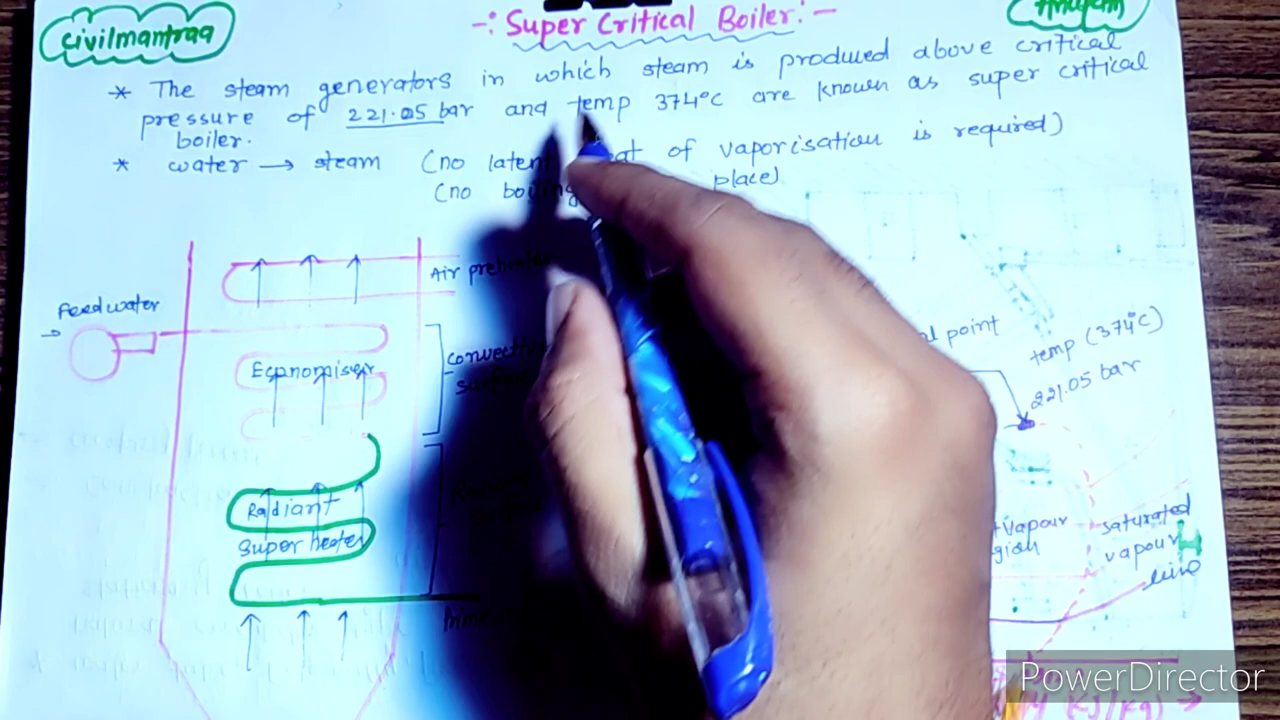 civilmantraa
-: Super Critical Boiler:-
* The steam generators in which steam is produced above critical
pressure of 221.05 bar and temp 374°c are known as super critical
boiler.
* water → steam (no latent of vaporisation is required)
(no boiling place)
Air preheater
Feedwater
Economiser
Radiant
Super heater
point
temp (374°C)
221.05 bar
Vapour
saturated
vapour
line
PowerDirector